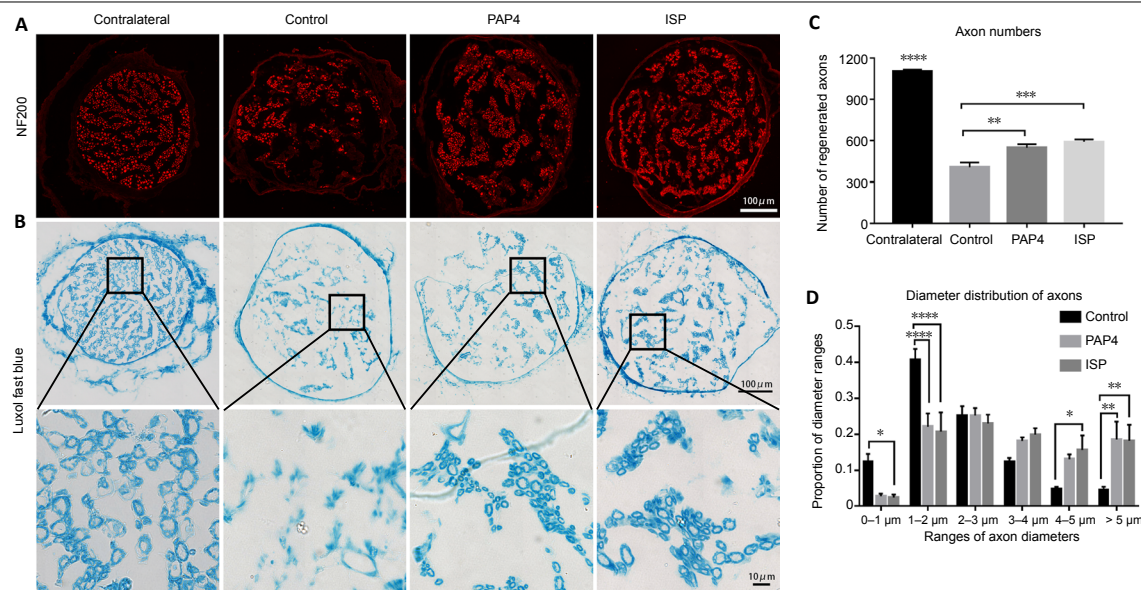 A
Contralateral
Control
PAP4
ISP
NF200
100 μm
B
Luxol fast blue
100 μm
10 μm
C
Axon numbers
Number of regenerated axons
1200
900
600
300
0
****
**
***
Contralateral
Control
PAP4
ISP
D
Diameter distribution of axons
Control
PAP4
ISP
Proportion of diameter ranges
0.5
0.4
0.3
0.2
0.1
0
*
****
****
*
**
**
0–1 μm
1–2 μm
2–3 μm
3–4 μm
4–5 μm
> 5 μm
Ranges of axon diameters